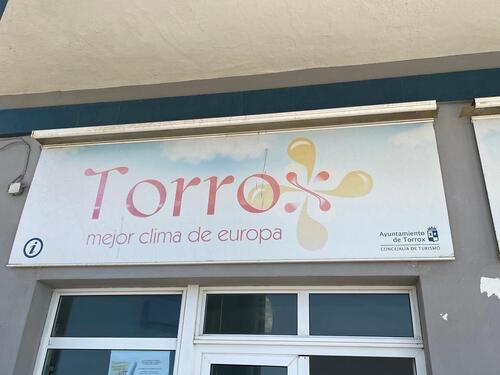 Torrox
mejor clima de europa
i
Ayuntamiento
de Torrox
CONCEJALÍA DE TURISMO